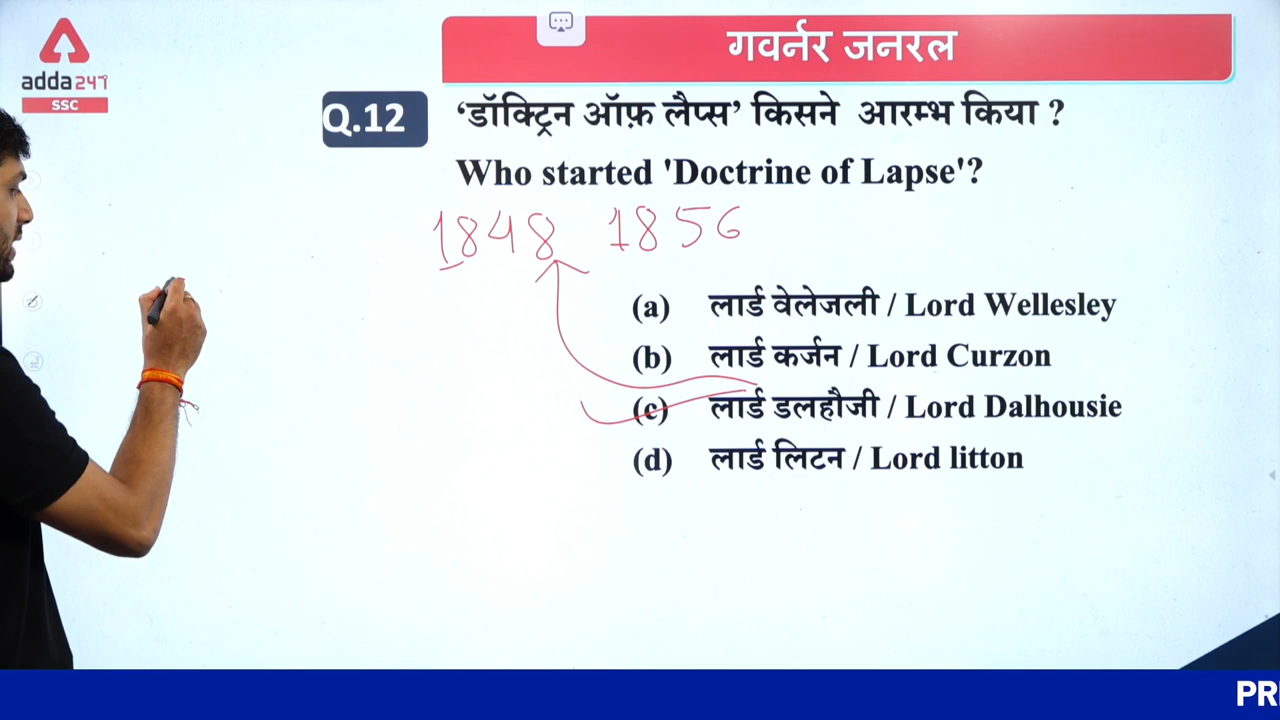 adda247
SSC
गवर्नर जनरल
Q.12
‘डॉक्ट्रिन ऑफ़ लैप्स’ किसने आरम्भ किया ?
Who started 'Doctrine of Lapse'?
1848 1856
(a) लार्ड वेलेजली / Lord Wellesley
(b) लार्ड कर्जन / Lord Curzon
(c) लार्ड डलहौजी / Lord Dalhousie
(d) लार्ड लिटन / Lord litton